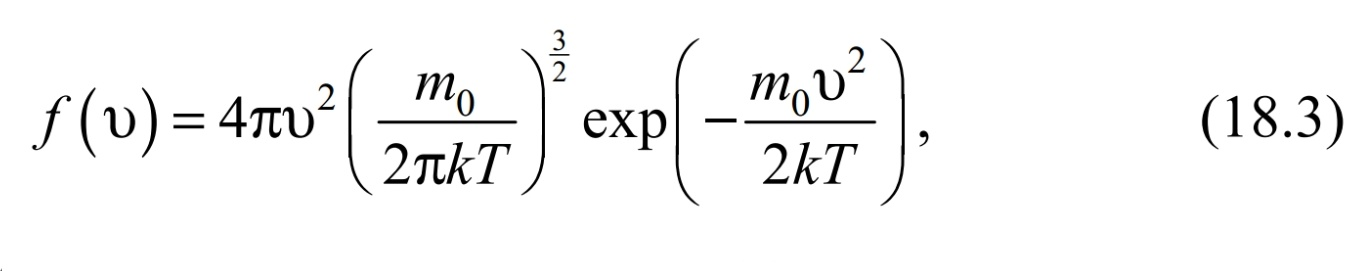 f(υ) = 4πυ² (m₀/2πkT)^(3/2) exp(−m₀υ²/2kT), (18.3)